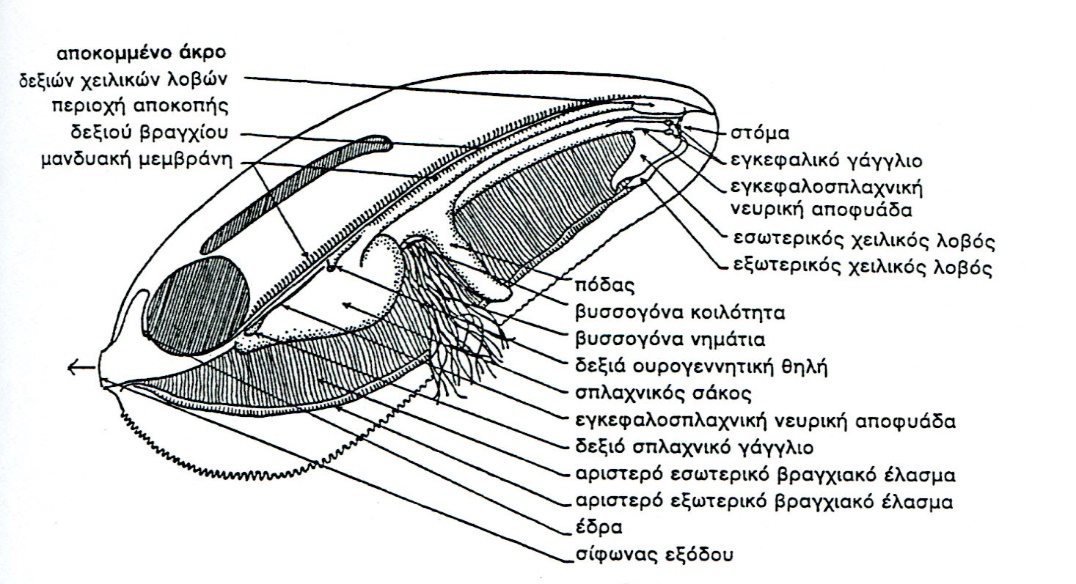 αποκομμένο άκρο
δεξιών χειλικών λοβών
περιοχή αποκοπής
δεξιού βραγχίου
μανδυακή μεμβράνη
στόμα
εγκεφαλικό γάγγλιο
εγκεφαλοσπλαχνική
νευρική αποφυάδα
εσωτερικός χειλικός λοβός
εξωτερικός χειλικός λοβός
πόδας
βυσσογόνα κοιλότητα
βυσσογόνα νημάτια
δεξιά ουρογεννητική θηλή
σπλαχνικός σάκος
εγκεφαλοσπλαχνική νευρική αποφυάδα
δεξιό σπλαχνικό γάγγλιο
αριστερό εσωτερικό βραγχιακό έλασμα
αριστερό εξωτερικό βραγχιακό έλασμα
έδρα
σίφωνας εξόδου